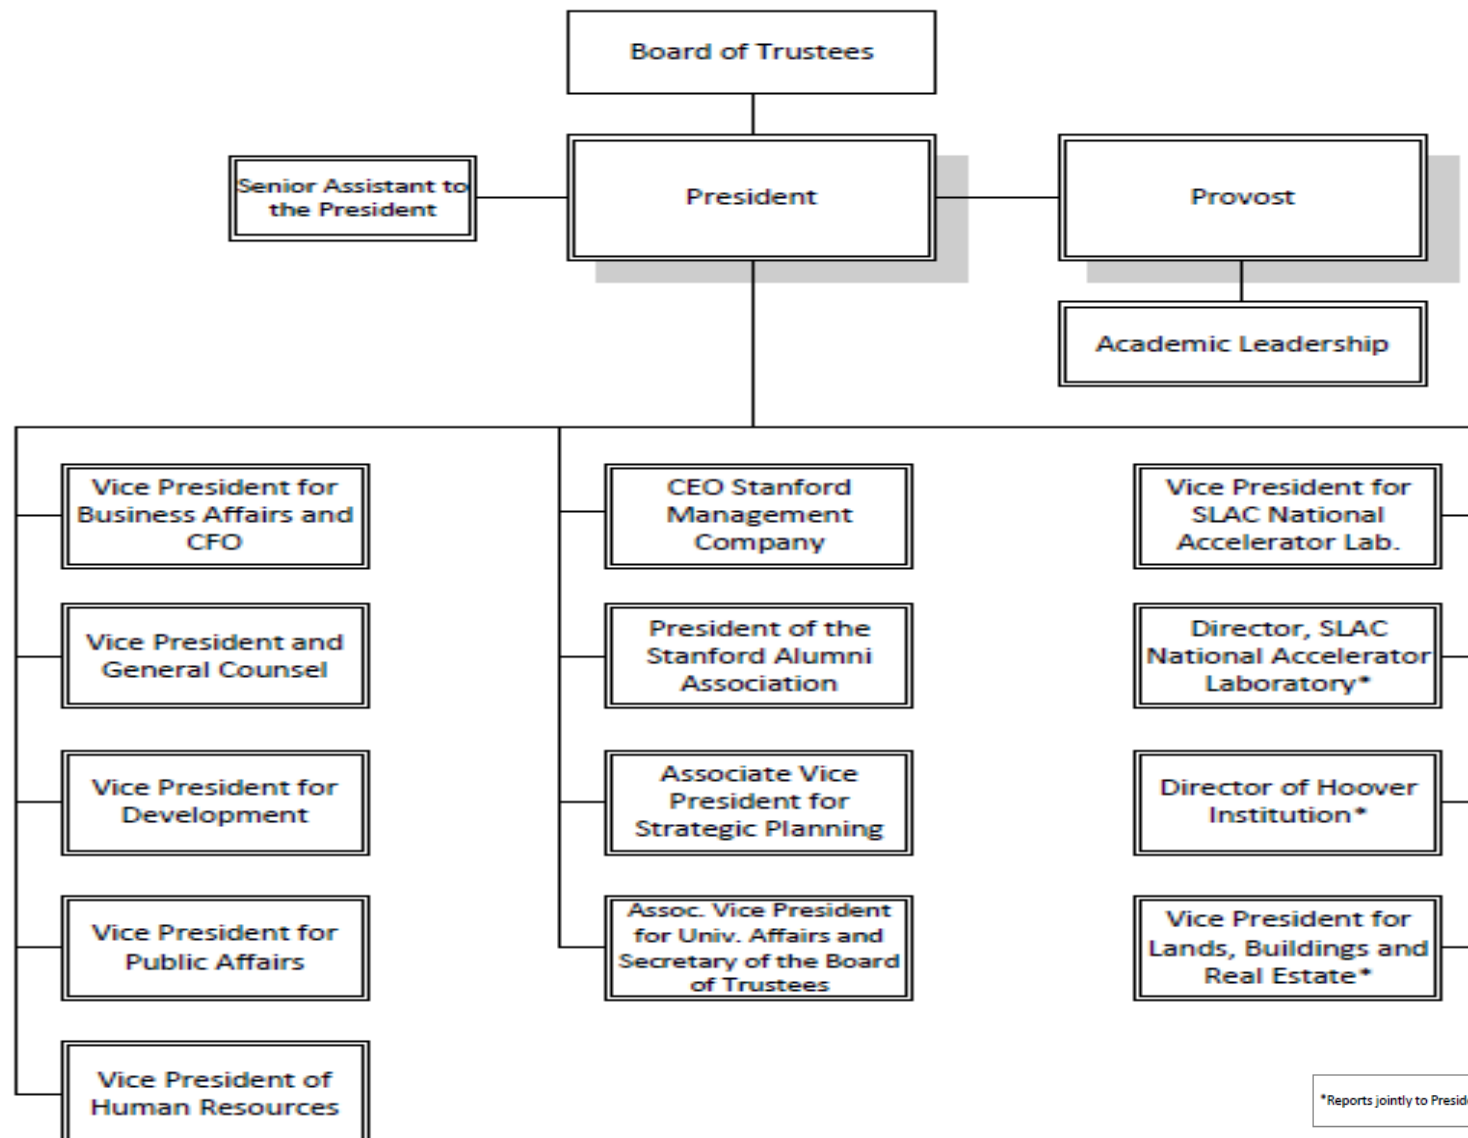 Board of Trustees
Senior Assistant to
the President
President
Provost
Academic Leadership
Vice President for
Business Affairs and
CFO
Vice President and
General Counsel
Vice President for
Development
Vice President for
Public Affairs
Vice President of
Human Resources
CEO Stanford
Management
Company
President of the
Stanford Alumni
Association
Associate Vice
President for
Strategic Planning
Assoc. Vice President
for Univ. Affairs and
Secretary of the Board
of Trustees
Vice President for
SLAC National
Accelerator Lab.
Director, SLAC
National Accelerator
Laboratory*
Director of Hoover
Institution*
Vice President for
Lands, Buildings and
Real Estate*
*Reports jointly to